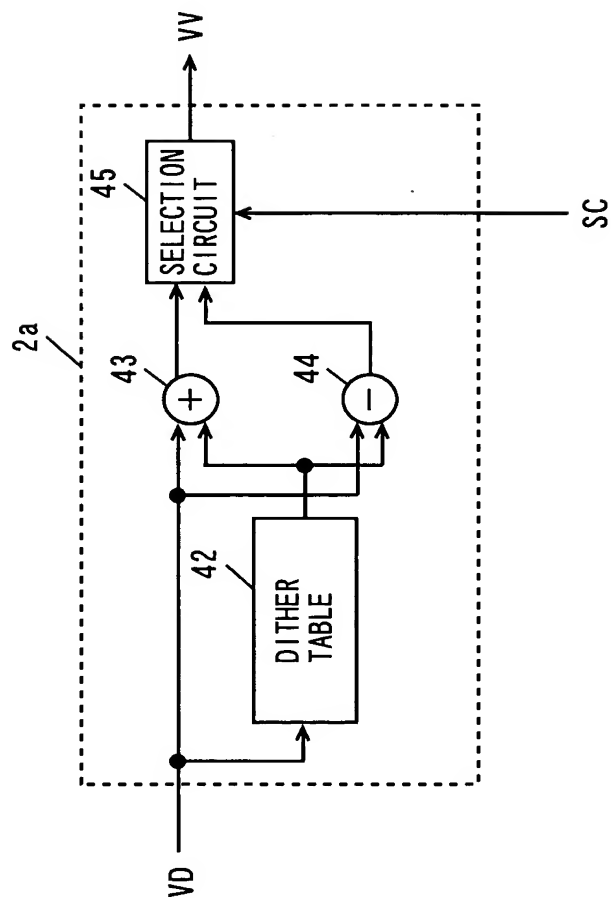 2a
VD
42
DITHER
TABLE
43
+
44
−
45
SELECTION
CIRCUIT
VV
SC